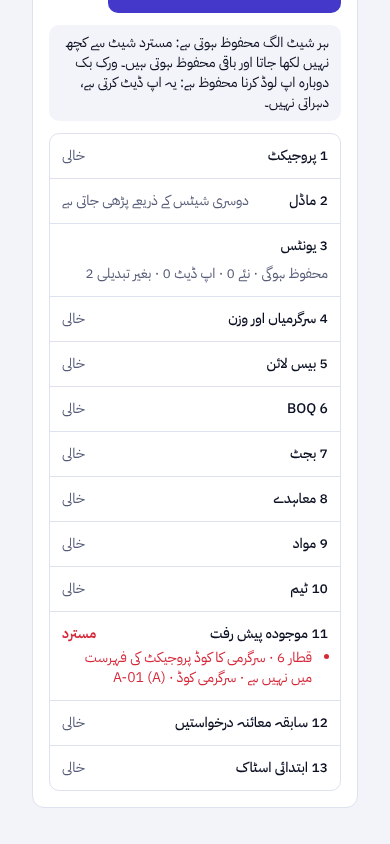 ہر شیٹ الگ محفوظ ہوتی ہے: مسترد شیٹ سے کچھ
نہیں لکھا جاتا اور باقی محفوظ ہوتی ہیں۔ ورک بک
دوبارہ اپ لوڈ کرنا محفوظ ہے: یہ اپ ڈیٹ کرتی ہے،
دہراتی نہیں۔
1 پروجیکٹ خالی
2 ماڈل دوسری شیٹس کے ذریعے پڑھی جاتی ہے
3 یونٹس
محفوظ ہوگی · نئے 0 · اپ ڈیٹ 0 · بغیر تبدیلی 2
4 سرگرمیاں اور وزن خالی
5 بیس لائن خالی
6 BOQ خالی
7 بجٹ خالی
8 معاہدے خالی
9 مواد خالی
10 ٹیم خالی
11 موجودہ پیش رفت مسترد
• قطار 6 · سرگرمی کا کوڈ پروجیکٹ کی فہرست
میں نہیں ہے · سرگرمی کوڈ · A-01 (A)
12 سابقہ معائنہ درخواستیں خالی
13 ابتدائی اسٹاک خالی